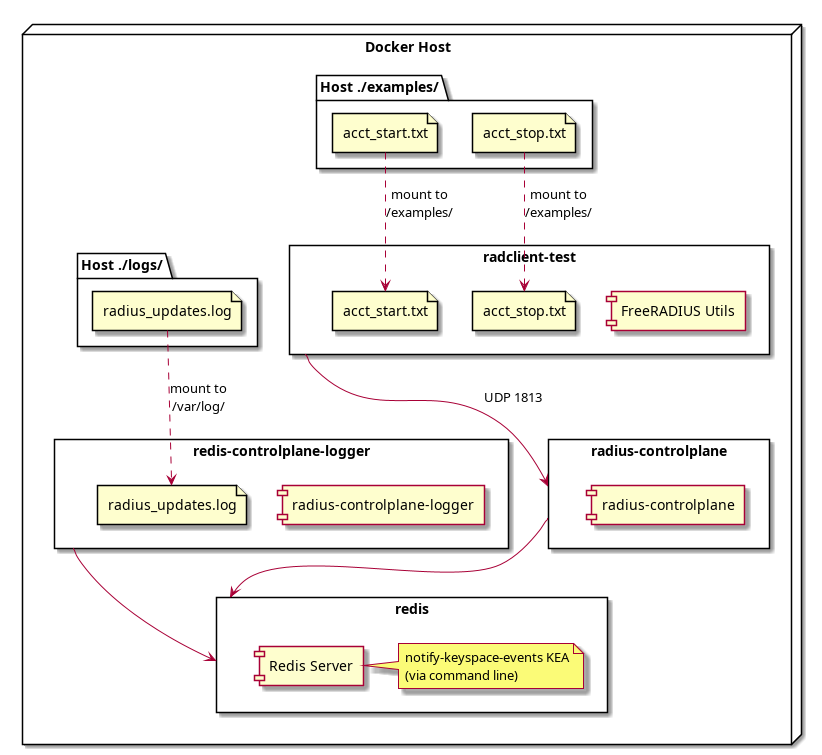 Docker Host
Host ./examples/
acct_start.txt
acct_stop.txt
mount to
/examples/
mount to
/examples/
radclient-test
acct_start.txt
acct_stop.txt
FreeRADIUS Utils
Host ./logs/
radius_updates.log
mount to
/var/log/
UDP 1813
redis-controlplane-logger
radius_updates.log
radius-controlplane-logger
radius-controlplane
radius-controlplane
redis
Redis Server
notify-keyspace-events KEA
(via command line)